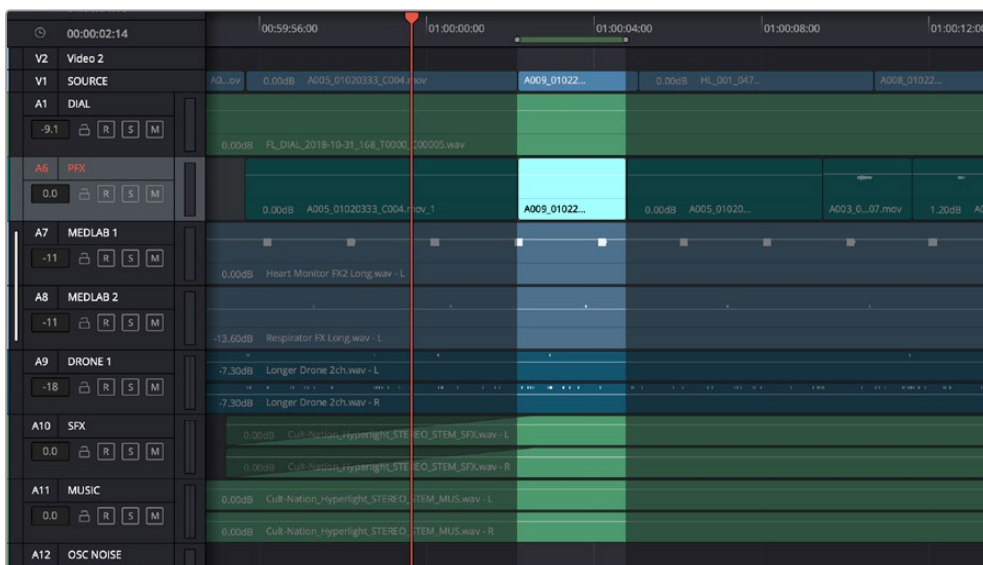 00:00:02:14 00:59:56:00 01:00:00:00 01:00:04:00 01:00:08:00 01:00:12:00
V2 Video 2
V1 SOURCE A0...ov 0.00dB A005_01020333_C004.mov A009_01022... 0.00dB HL_001_047... A008_01022...
A1 DIAL
-9.1 R S M
0.00dB FL_DIAL_2018-10-31_168_T0000_C00005.wav
A6 PFX
0.0 R S M
0.00dB A005_01020333_C004.mov_1 A009_01022... 0.00dB A005_01020... A003_0...07.mov 1.20dB
A7 MEDLAB 1
-11 R S M
0.00dB Heart Monitor FX2 Long.wav - L
A8 MEDLAB 2
-11 R S M
-13.60dB Respirator FX Long.wav - L
A9 DRONE 1
-7.30dB Longer Drone 2ch.wav - L
-18 R S M
-7.30dB Longer Drone 2ch.wav - R
A10 SFX
0.00dB Cult-Nation_Hyperlight_STEREO_STEM_SFX.wav - L
0.0 R S M
0.00dB Cult-Nation_Hyperlight_STEREO_STEM_SFX.wav - R
A11 MUSIC
0.00dB Cult-Nation_Hyperlight_STEREO_STEM_MUS.wav - L
0.0 R S M
0.00dB Cult-Nation_Hyperlight_STEREO_STEM_MUS.wav - R
A12 OSC NOISE